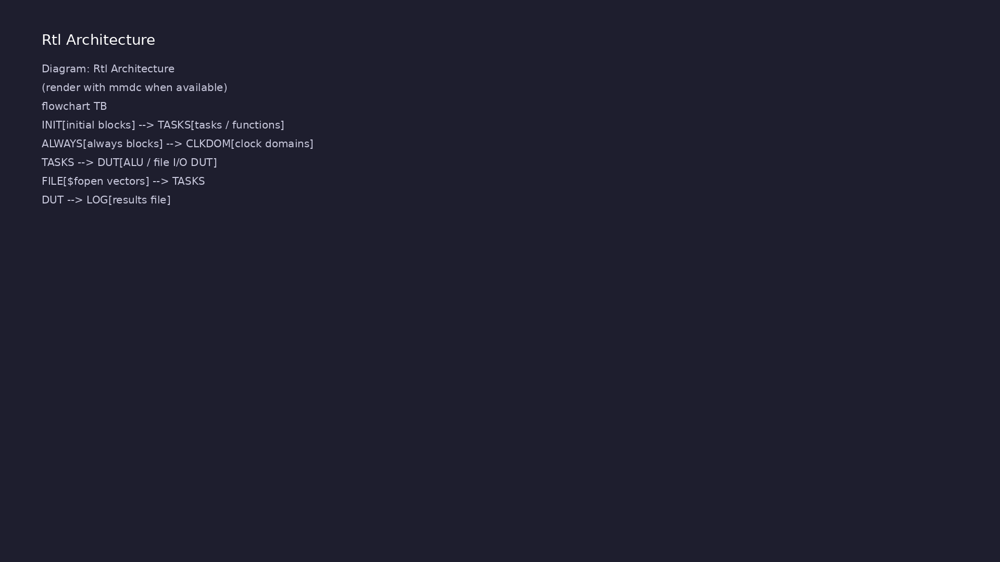 Rtl Architecture
Diagram: Rtl Architecture
(render with mmdc when available)
flowchart TB
INIT[initial blocks] --> TASKS[tasks / functions]
ALWAYS[always blocks] --> CLKDOM[clock domains]
TASKS --> DUT[ALU / file I/O DUT]
FILE[$fopen vectors] --> TASKS
DUT --> LOG[results file]